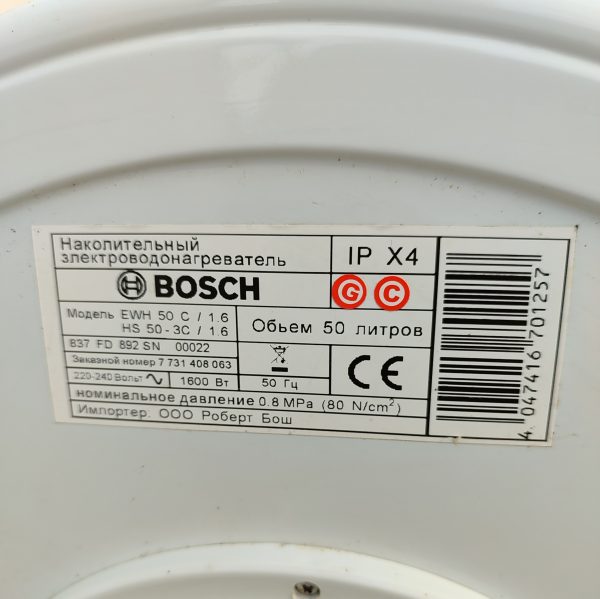 Накопительный
электроводонагреватель
IP X4
BOSCH
G C
Модель EWH 50 C / 1.6
HS 50-3C / 1.6
Обьем 50 литров
837 FD 892 SN 00022
Заказной номер 7 731 408 063
220-240 Вольт 1600 Вт 50 Гц
CE
номинальное давление 0.8 MPa (80 N/cm²)
Импортер: ООО Роберт Бош
4 047416 701257